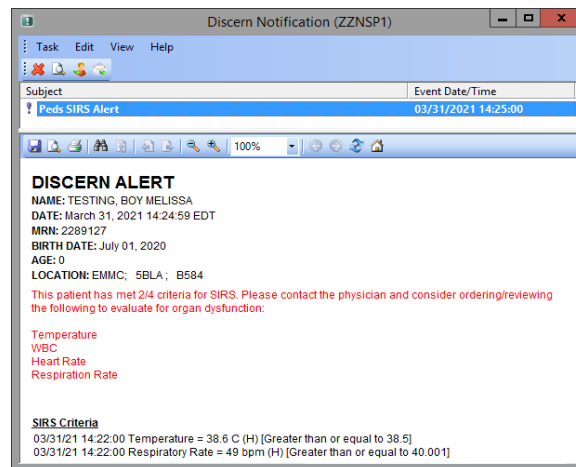 Discern Notification (ZZNSP1)
Task Edit View Help
Subject Event Date/Time
Peds SIRS Alert 03/31/2021 14:25:00
100%
DISCERN ALERT
NAME: TESTING, BOY MELISSA
DATE: March 31, 2021 14:24:59 EDT
MRN: 2289127
BIRTH DATE: July 01, 2020
AGE: 0
LOCATION: EMMC; 5BLA ; B584
This patient has met 2/4 criteria for SIRS. Please contact the physician and consider ordering/reviewing
the following to evaluate for organ dysfunction:
Temperature
WBC
Heart Rate
Respiration Rate
SIRS Criteria
03/31/21 14:22:00 Temperature = 38.6 C (H) [Greater than or equal to 38.5]
03/31/21 14:22:00 Respiratory Rate = 49 bpm (H) [Greater than or equal to 40.001]